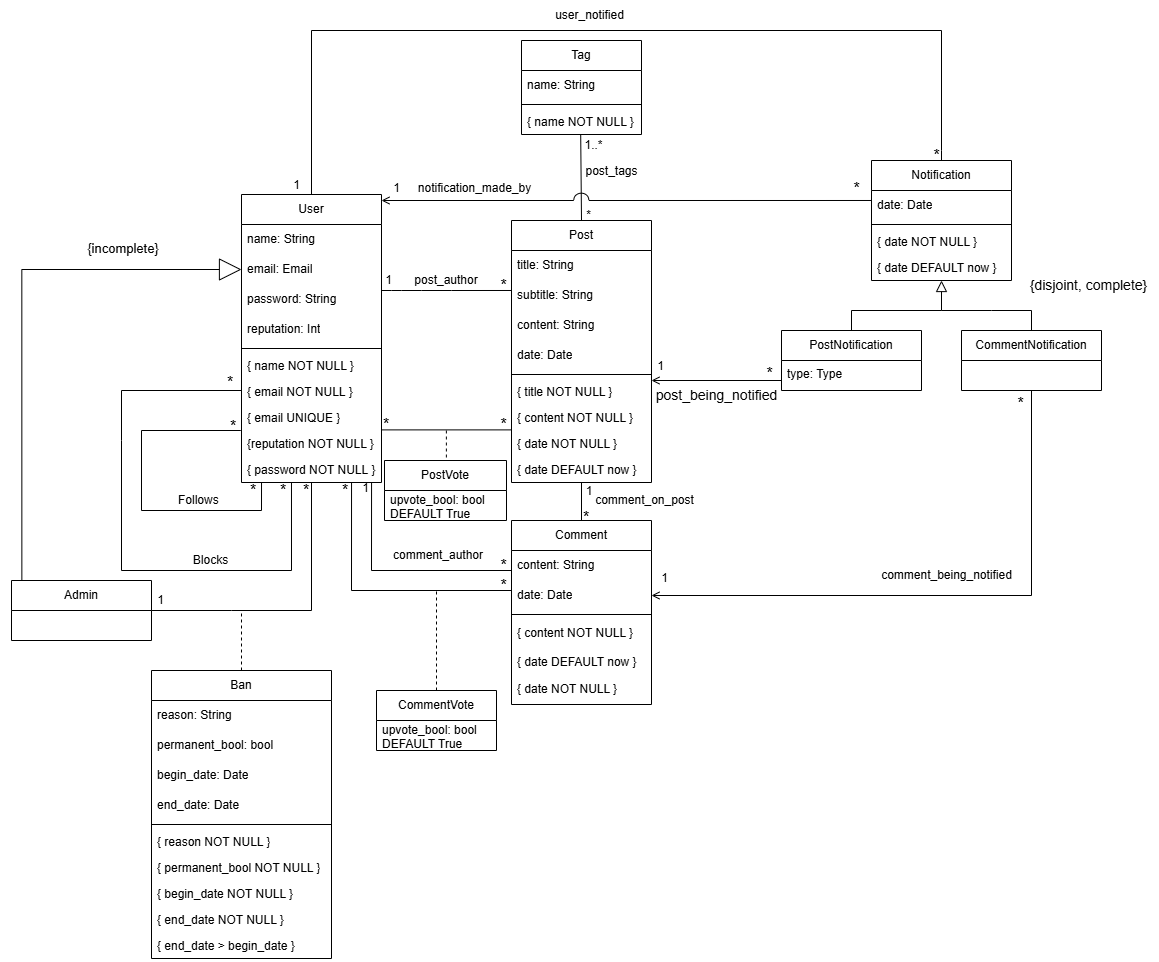 user_notified
Tag
name: String
{ name NOT NULL }
1..*
post_tags
*
*
Notification
date: Date
{ date NOT NULL }
{ date DEFAULT now }
{disjoint, complete}
1
1
notification_made_by
*
User
name: String
email: Email
password: String
reputation: Int
{ name NOT NULL }
{ email NOT NULL }
{ email UNIQUE }
{reputation NOT NULL }
{ password NOT NULL }
{incomplete}
1
post_author
*
Post
title: String
subtitle: String
content: String
date: Date
{ title NOT NULL }
{ content NOT NULL }
{ date NOT NULL }
{ date DEFAULT now }
PostNotification
type: Type
CommentNotification
1
*
post_being_notified
*
*
*
*
*
PostVote
upvote_bool: bool
DEFAULT True
*
*
*
*
1
Follows
Blocks
1
comment_on_post
*
Comment
content: String
date: Date
{ content NOT NULL }
{ date DEFAULT now }
{ date NOT NULL }
comment_author
*
*
1
comment_being_notified
Admin
1
Ban
reason: String
permanent_bool: bool
begin_date: Date
end_date: Date
{ reason NOT NULL }
{ permanent_bool NOT NULL }
{ begin_date NOT NULL }
{ end_date NOT NULL }
{ end_date > begin_date }
CommentVote
upvote_bool: bool
DEFAULT True